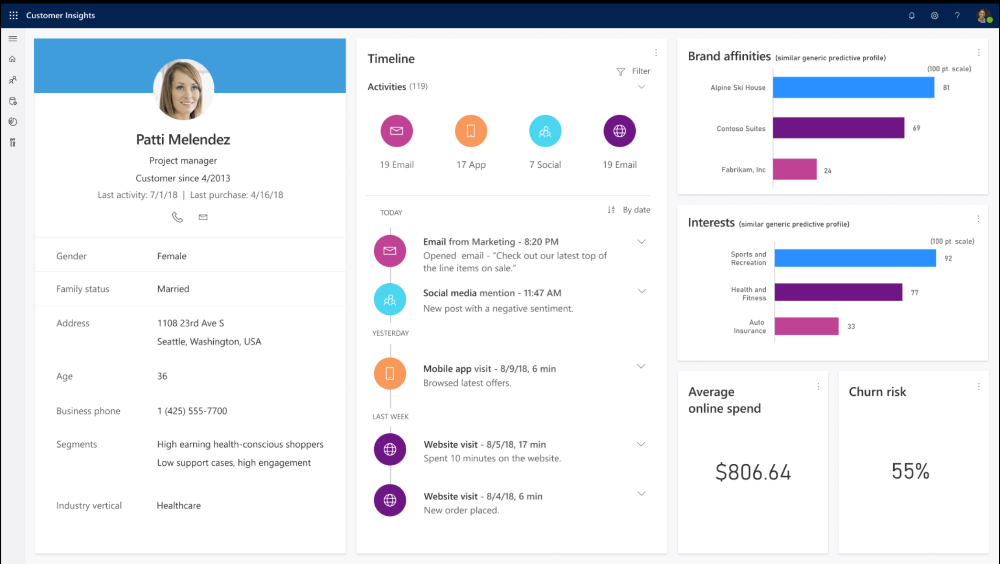 Customer Insights
?
Patti Melendez
Project manager
Customer since 4/2013
Last activity: 7/1/18 | Last purchase: 4/16/18
Gender Female
Family status Married
Address 1108 23rd Ave S
Seattle, Washington, USA
Age 36
Business phone 1 (425) 555-7700
Segments High earning health-conscious shoppers
Low support cases, high engagement
Industry vertical Healthcare
Timeline
Filter
Activities (119)
19 Email 17 App 7 Social 19 Email
TODAY
By date
Email from Marketing - 8:20 PM
Opened email - “Check out our latest top of
the line items on sale.”
Social media mention - 11:47 AM
New post with a negative sentiment.
YESTERDAY
Mobile app visit - 8/9/18, 6 min
Browsed latest offers.
LAST WEEK
Website visit - 8/5/18, 17 min
Spent 10 minutes on the website.
Website visit - 8/4/18, 6 min
New order placed.
Brand affinities (similar generic predictive profile)
(100 pt. scale)
Alpine Ski House 81
Contoso Suites 69
Fabrikam, Inc 24
Interests (similar generic predictive profile)
(100 pt. scale)
Sports and
Recreation 92
Health and
Fitness 77
Auto
Insurance 33
Average
online spend
$806.64
Churn risk
55%